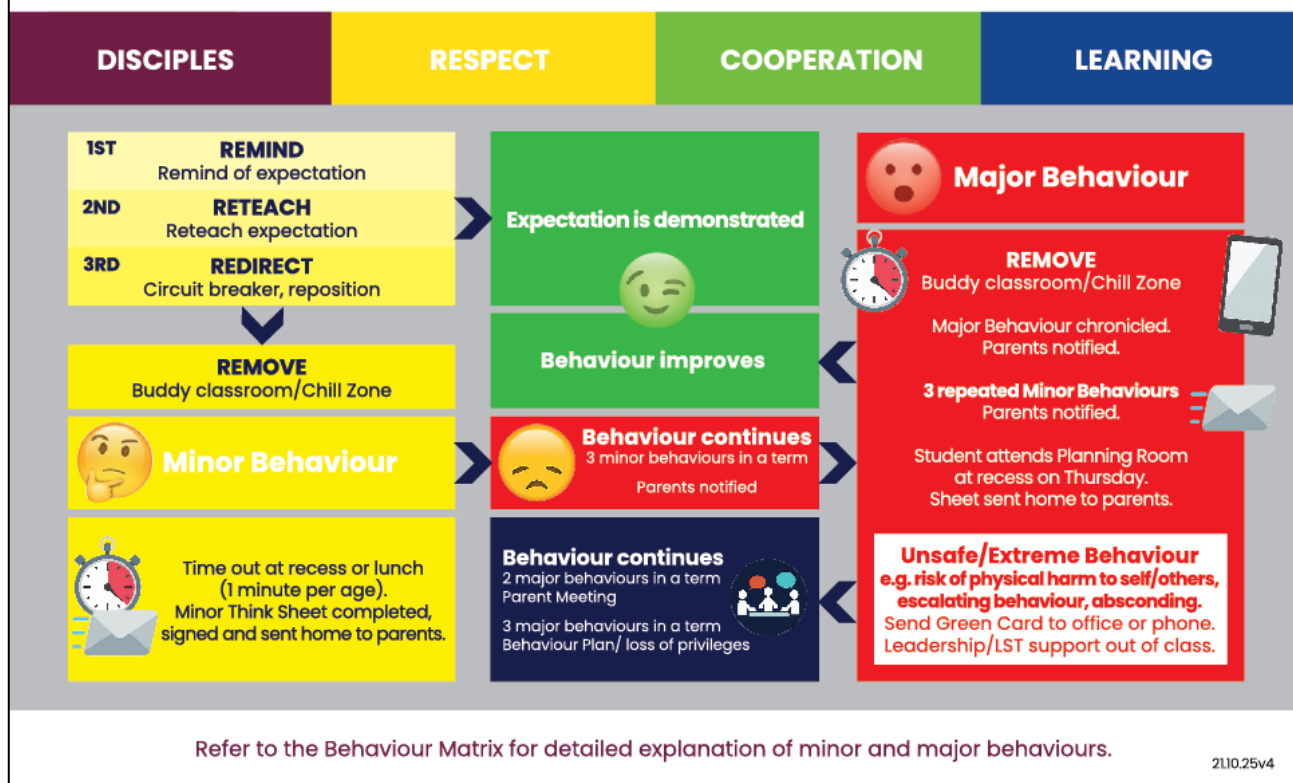 DISCIPLES
RESPECT
COOPERATION
LEARNING
1ST REMIND
Remind of expectation
2ND RETEACH
Reteach expectation
3RD REDIRECT
Circuit breaker, reposition
REMOVE
Buddy classroom/Chill Zone
Minor Behaviour
Time out at recess or lunch
(1 minute per age).
Minor Think Sheet completed,
signed and sent home to parents.
Expectation is demonstrated
Behaviour improves
Behaviour continues
3 minor behaviours in a term
Parents notified
Behaviour continues
2 major behaviours in a term
Parent Meeting
3 major behaviours in a term
Behaviour Plan/ loss of privileges
Major Behaviour
REMOVE
Buddy classroom/Chill Zone
Major Behaviour chronicled.
Parents notified.
3 repeated Minor Behaviours
Parents notified.
Student attends Planning Room
at recess on Thursday.
Sheet sent home to parents.
Unsafe/Extreme Behaviour
e.g. risk of physical harm to self/others,
escalating behaviour, absconding.
Send Green Card to office or phone.
Leadership/LST support out of class.
Refer to the Behaviour Matrix for detailed explanation of minor and major behaviours.
21.10.25v4